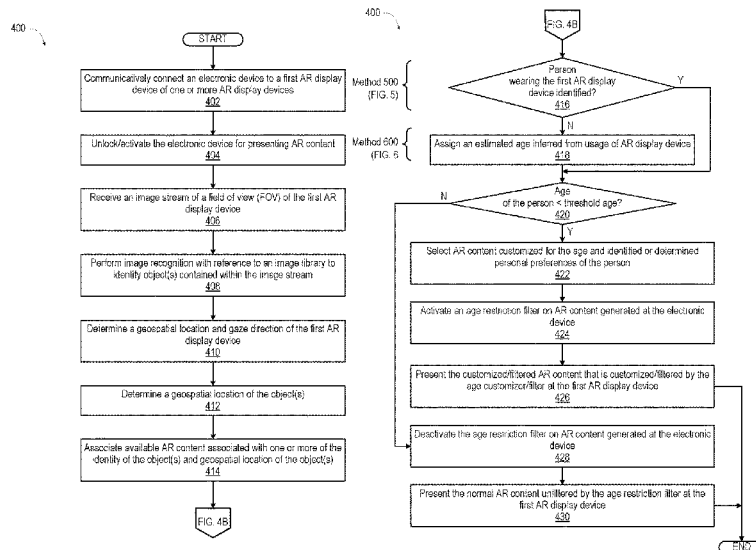 400
START
Communicatively connect an electronic device to a first AR display
device of one or more AR display devices
402
Unlock/activate the electronic device for presenting AR content
404
Receive an image stream of a field of view (FOV) of the first AR
display device
406
Perform image recognition with reference to an image library to
identify object(s) contained within the image stream
408
Determine a geospatial location and gaze direction of the first AR
display device
410
Determine a geospatial location of the object(s)
412
Associate available AR content associated with one or more of the
identity of the object(s) and geospatial location of the object(s)
414
FIG. 4B
400
FIG. 4B
Method 500
(FIG. 5)
Person
wearing the first AR display
device identified?
416
Y
N
Method 600
(FIG. 6
Assign an estimated age inferred from usage of AR display device
418
N
Age
of the person < threshold age?
420
Y
Select AR content customized for the age and identified or determined
personal preferences of the person
422
Activate an age restriction filter on AR content generated at the electronic
device
424
Present the customized/filtered AR content that is customized/filtered by the
age customizer/filter at the first AR display device
426
Deactivate the age restriction filter on AR content generated at the electronic
device
428
Present the normal AR content unfiltered by the age restriction filter at the
first AR display device
430
END